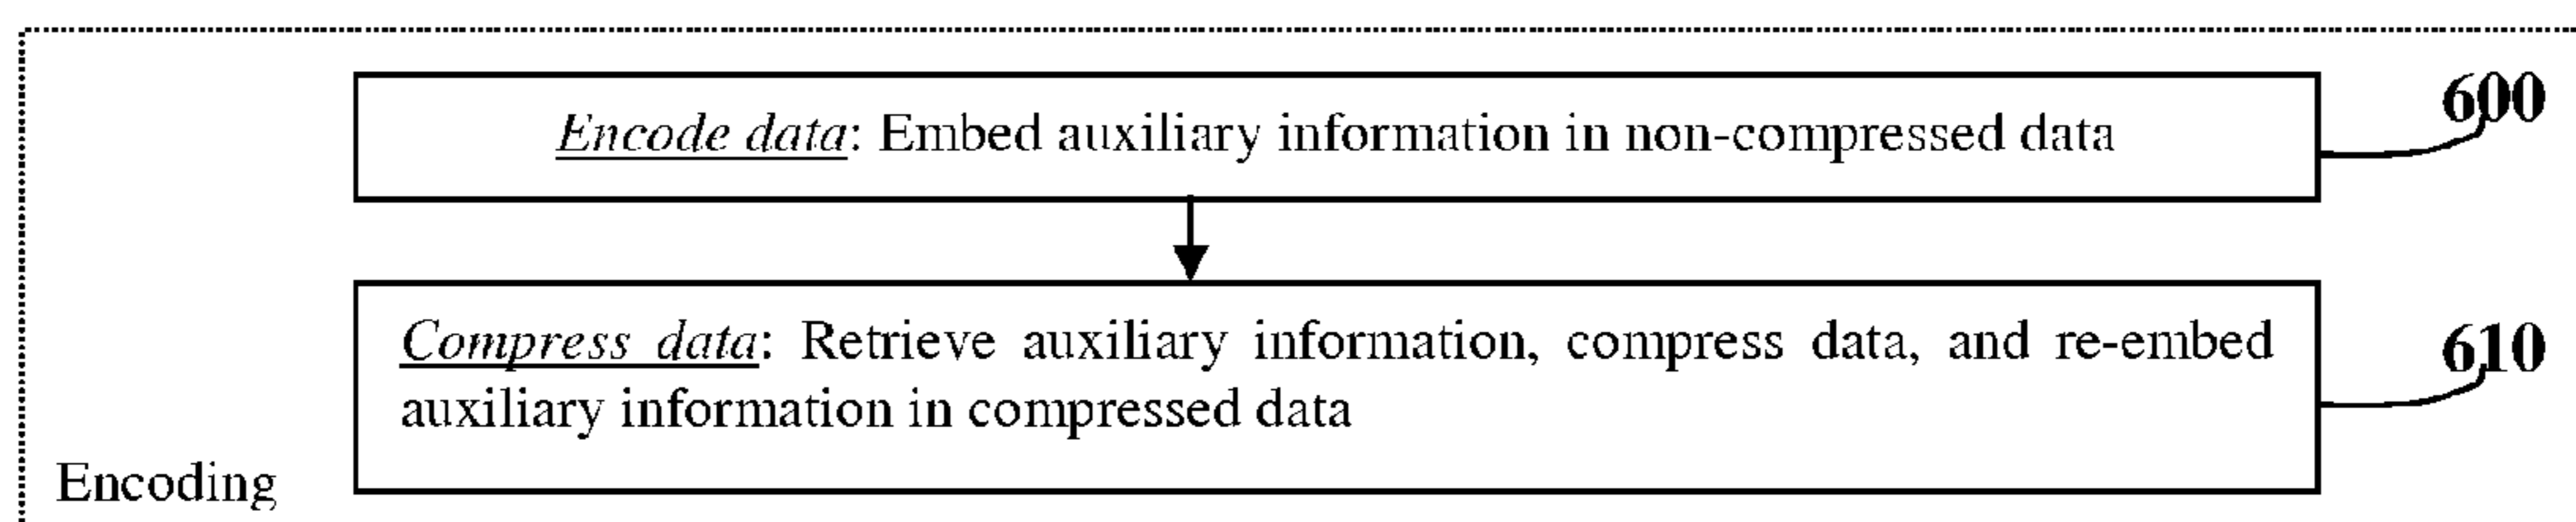 Encode data: Embed auxiliary information in non-compressed data
600
Compress data: Retrieve auxiliary information, compress data, and re-embed
auxiliary information in compressed data
610
Encoding